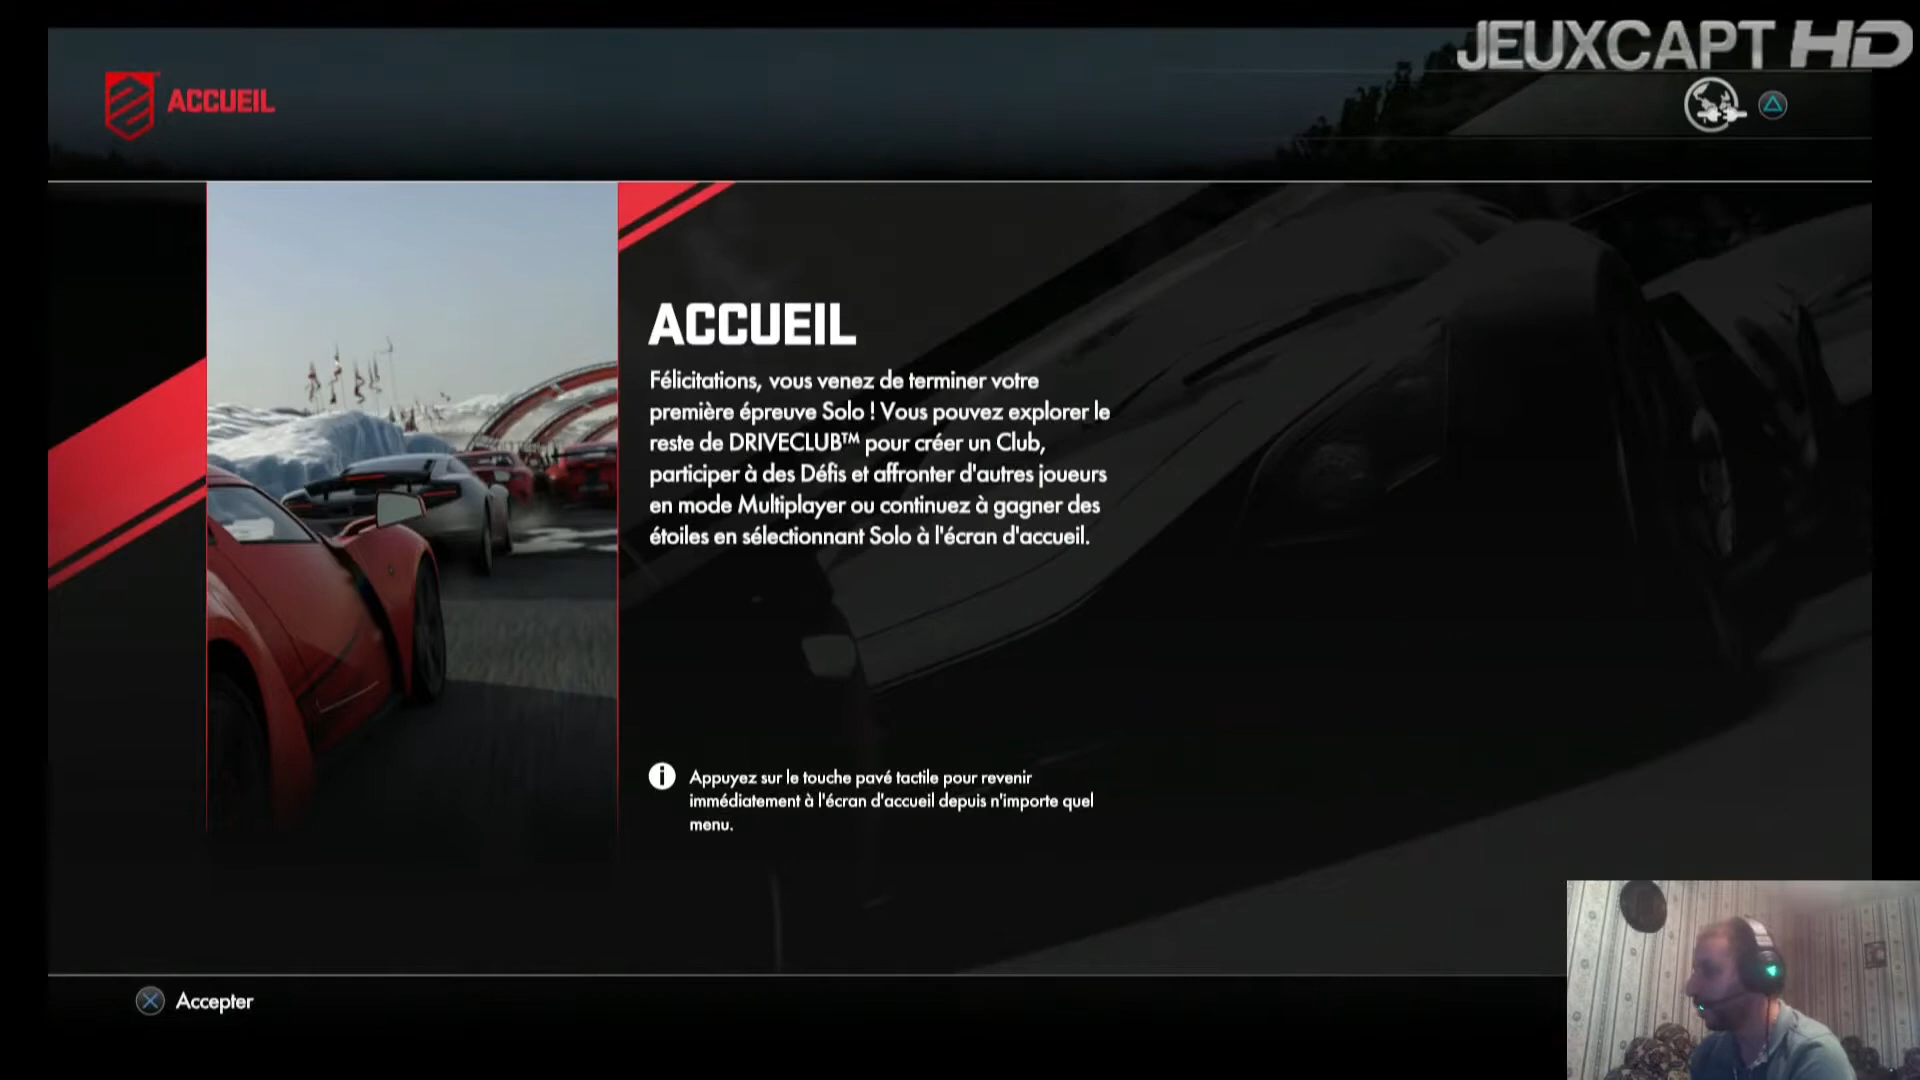 JEUXCAPT HD
ACCUEIL
ACCUEIL
Félicitations, vous venez de terminer votre
première épreuve Solo ! Vous pouvez explorer le
reste de DRIVECLUB™ pour créer un Club,
participer à des Défis et affronter d'autres joueurs
en mode Multiplayer ou continuez à gagner des
étoiles en sélectionnant Solo à l'écran d'accueil.
Appuyez sur le touche pavé tactile pour revenir
immédiatement à l'écran d'accueil depuis n'importe quel
menu.
Accepter